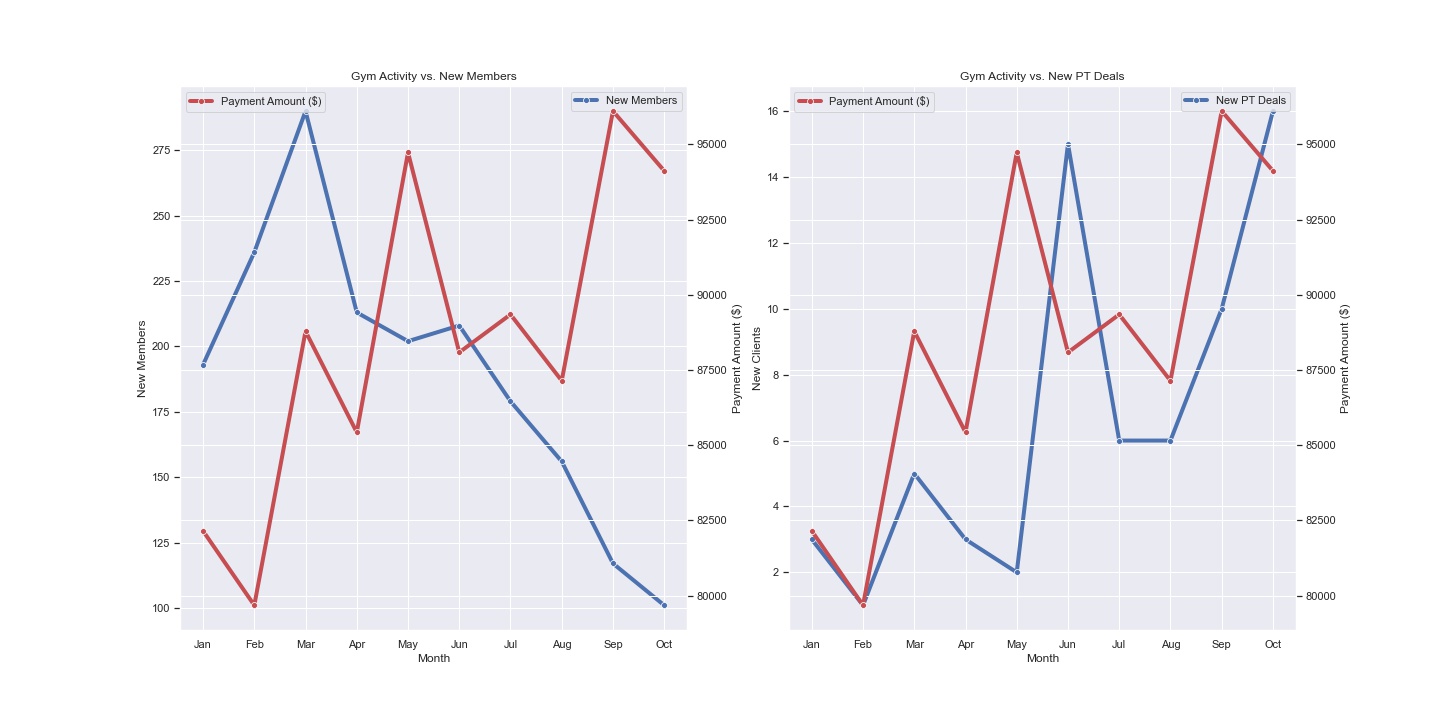 Gym Activity vs. New Members
Payment Amount ($)
New Members
275
250
225
200
175
150
125
100
New Members
95000
92500
90000
87500
85000
82500
80000
Payment Amount ($)
Jan Feb Mar Apr May Jun Jul Aug Sep Oct
Month
Gym Activity vs. New PT Deals
Payment Amount ($)
New PT Deals
16
14
12
10
8
6
4
2
New Clients
95000
92500
90000
87500
85000
82500
80000
Payment Amount ($)
Jan Feb Mar Apr May Jun Jul Aug Sep Oct
Month